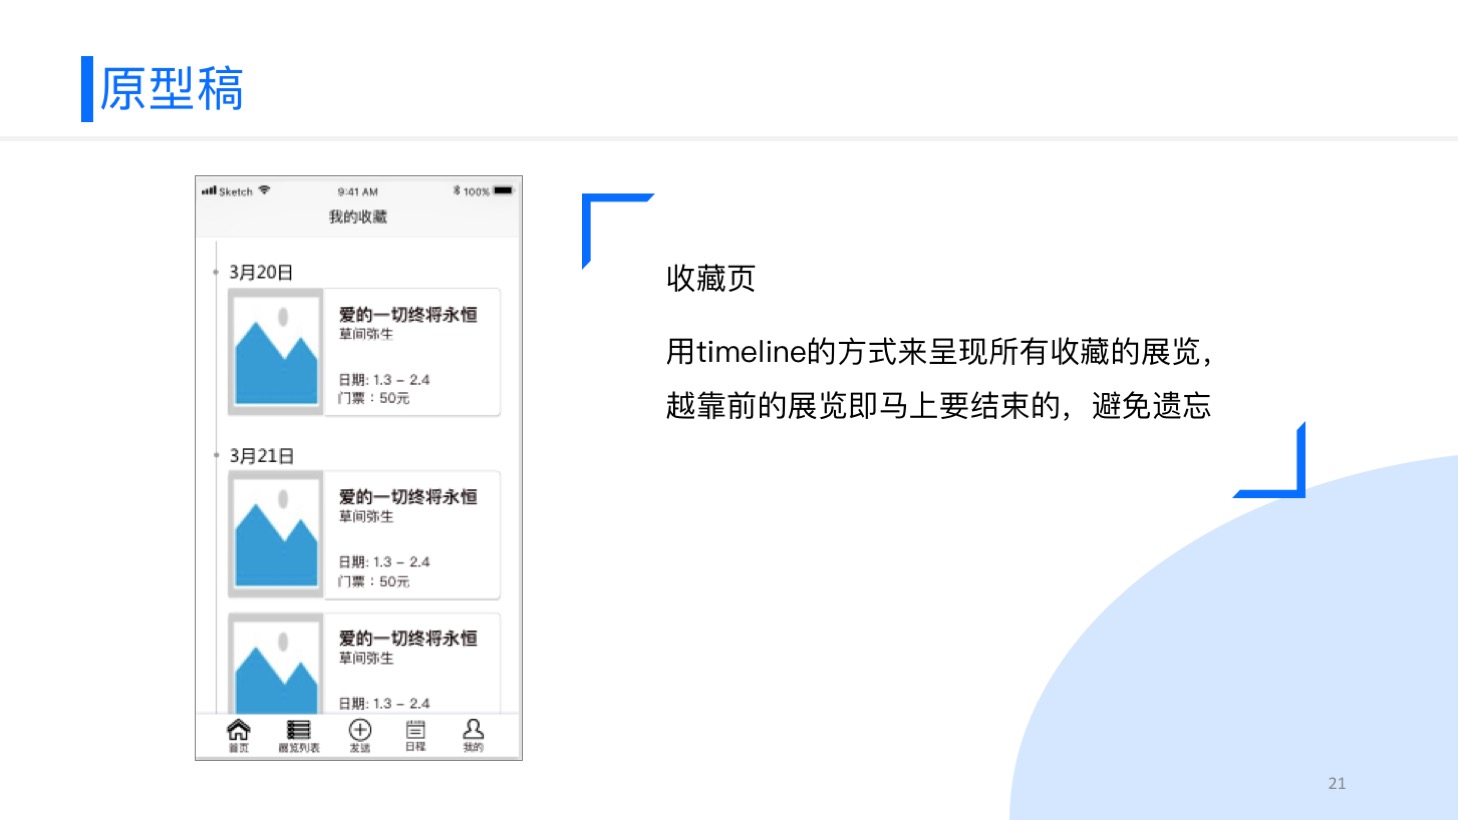 原型稿
Sketch 9:41 AM 100%
我的收藏
3月20日
爱的一切终将永恒
草间弥生
日期: 1.3 – 2.4
门票：50元
3月21日
爱的一切终将永恒
草间弥生
日期: 1.3 – 2.4
门票：50元
爱的一切终将永恒
草间弥生
日期: 1.3 – 2.4
首页 展览列表 发送 日程 我的
收藏页
用timeline的方式来呈现所有收藏的展览，
越靠前的展览即马上要结束的，避免遗忘
21